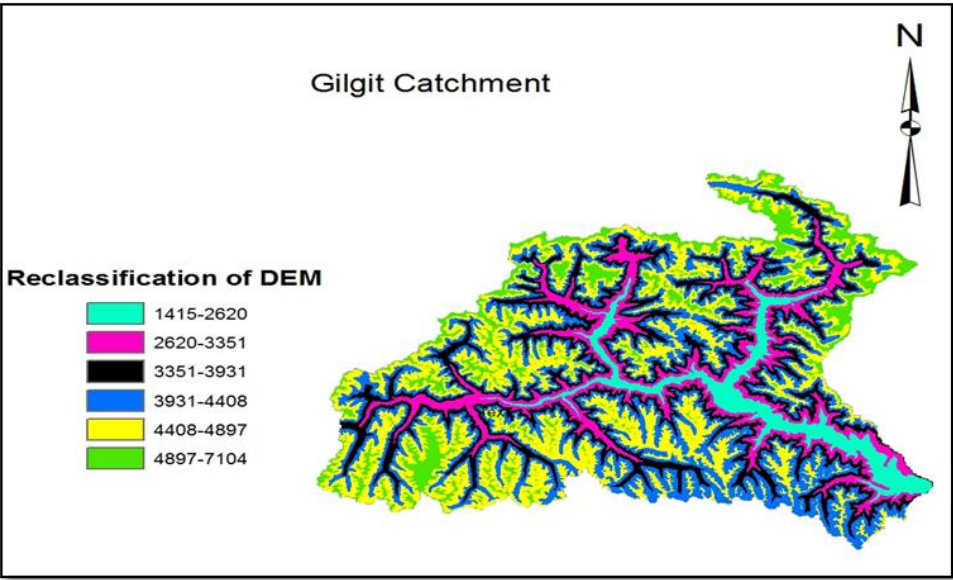 N
Gilgit Catchment
Reclassification of DEM
1415-2620
2620-3351
3351-3931
3931-4408
4408-4897
4897-7104